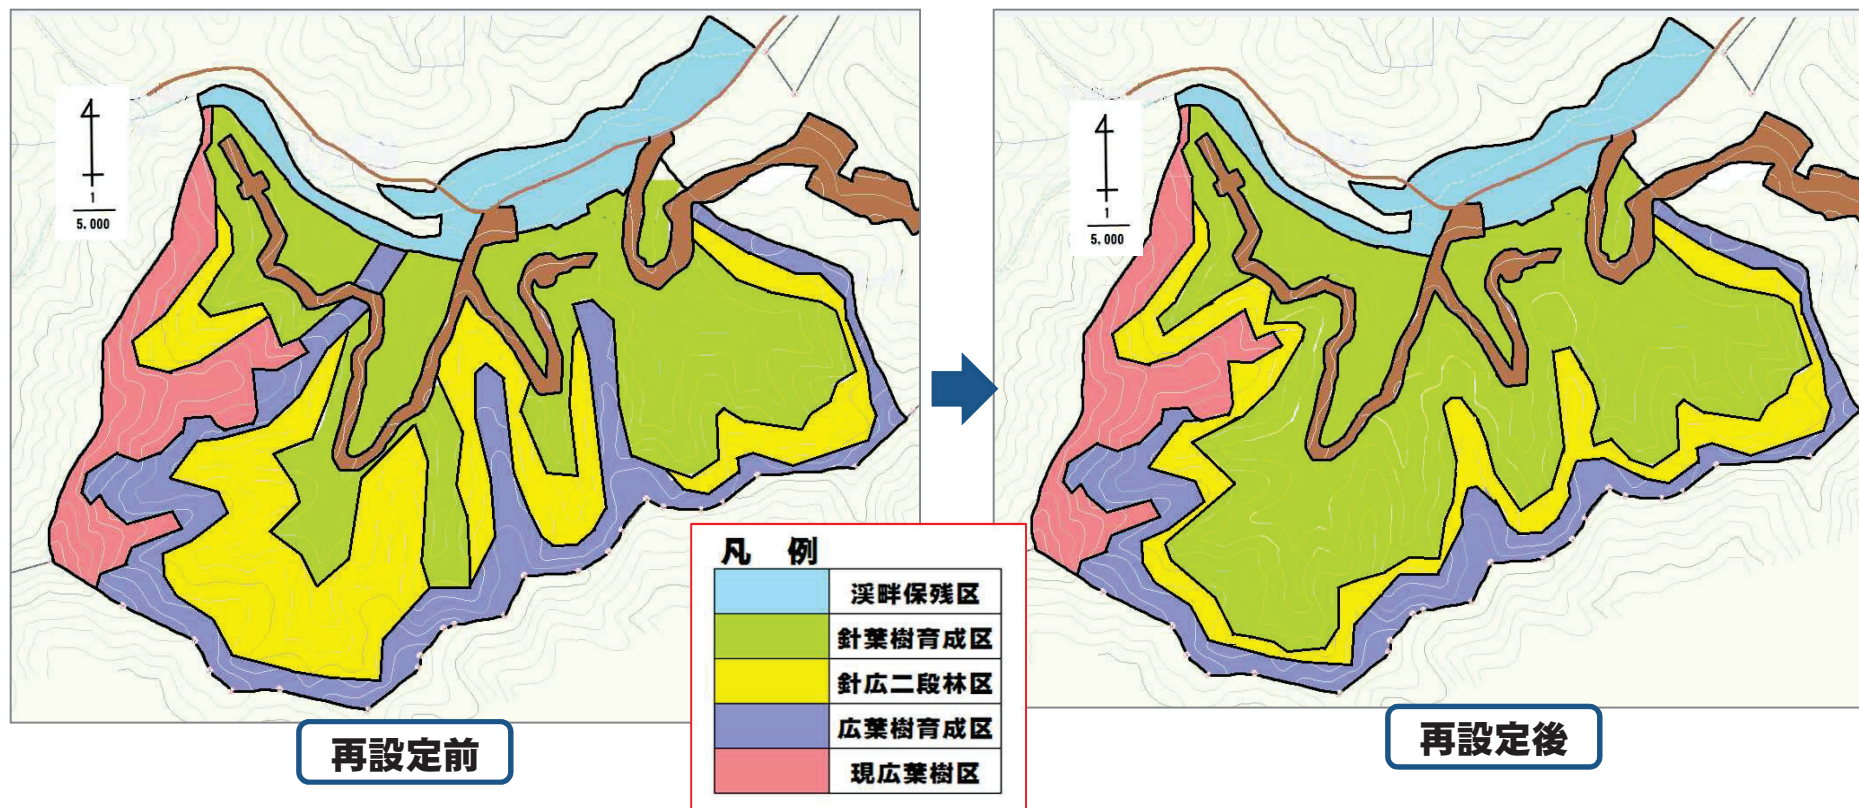 4
1
5,000
4
1
5,000
凡 例
渓畔保残区
針葉樹育成区
針広二段林区
広葉樹育成区
現広葉樹区
再設定前
再設定後